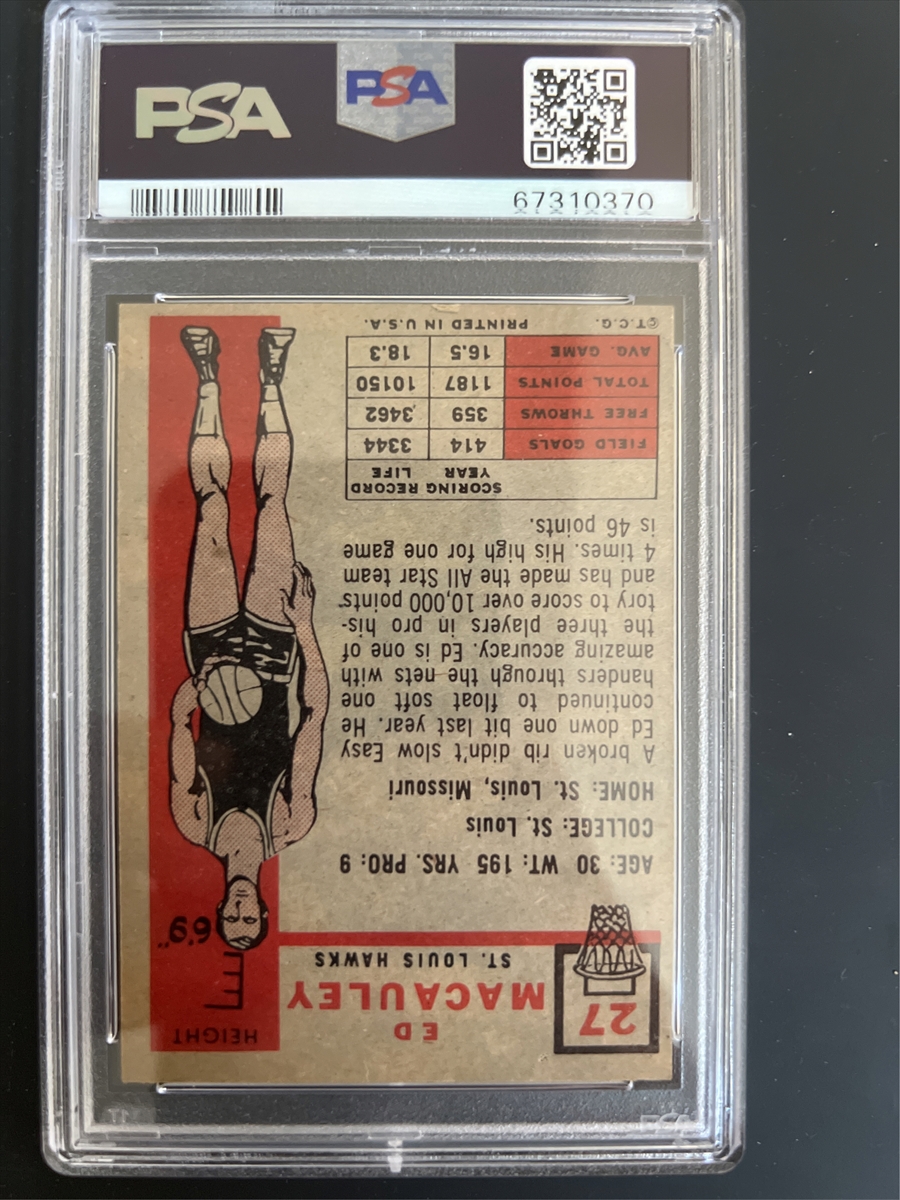 PSA
PSA
67310370
27
ED
MACAULEY
ST. LOUIS HAWKS
HEIGHT
6'9"
AGE: 30 WT: 195 YRS. PRO: 9
COLLEGE: St. Louis
HOME: St. Louis, Missouri
A broken rib didn't slow Easy
Ed down one bit last year. He
continued to float soft one
handers through the nets with
amazing accuracy. Ed is one of
the three players in pro his-
tory to score over 10,000 points
and has made the All Star team
4 times. His high for one game
is 46 points.
SCORING RECORD
YEAR LIFE
FIELD GOALS 414 3344
FREE THROWS 359 3462
TOTAL POINTS 1187 10150
AVG. GAME 16.5 18.3
©T.C.G. PRINTED IN U.S.A.
PSA